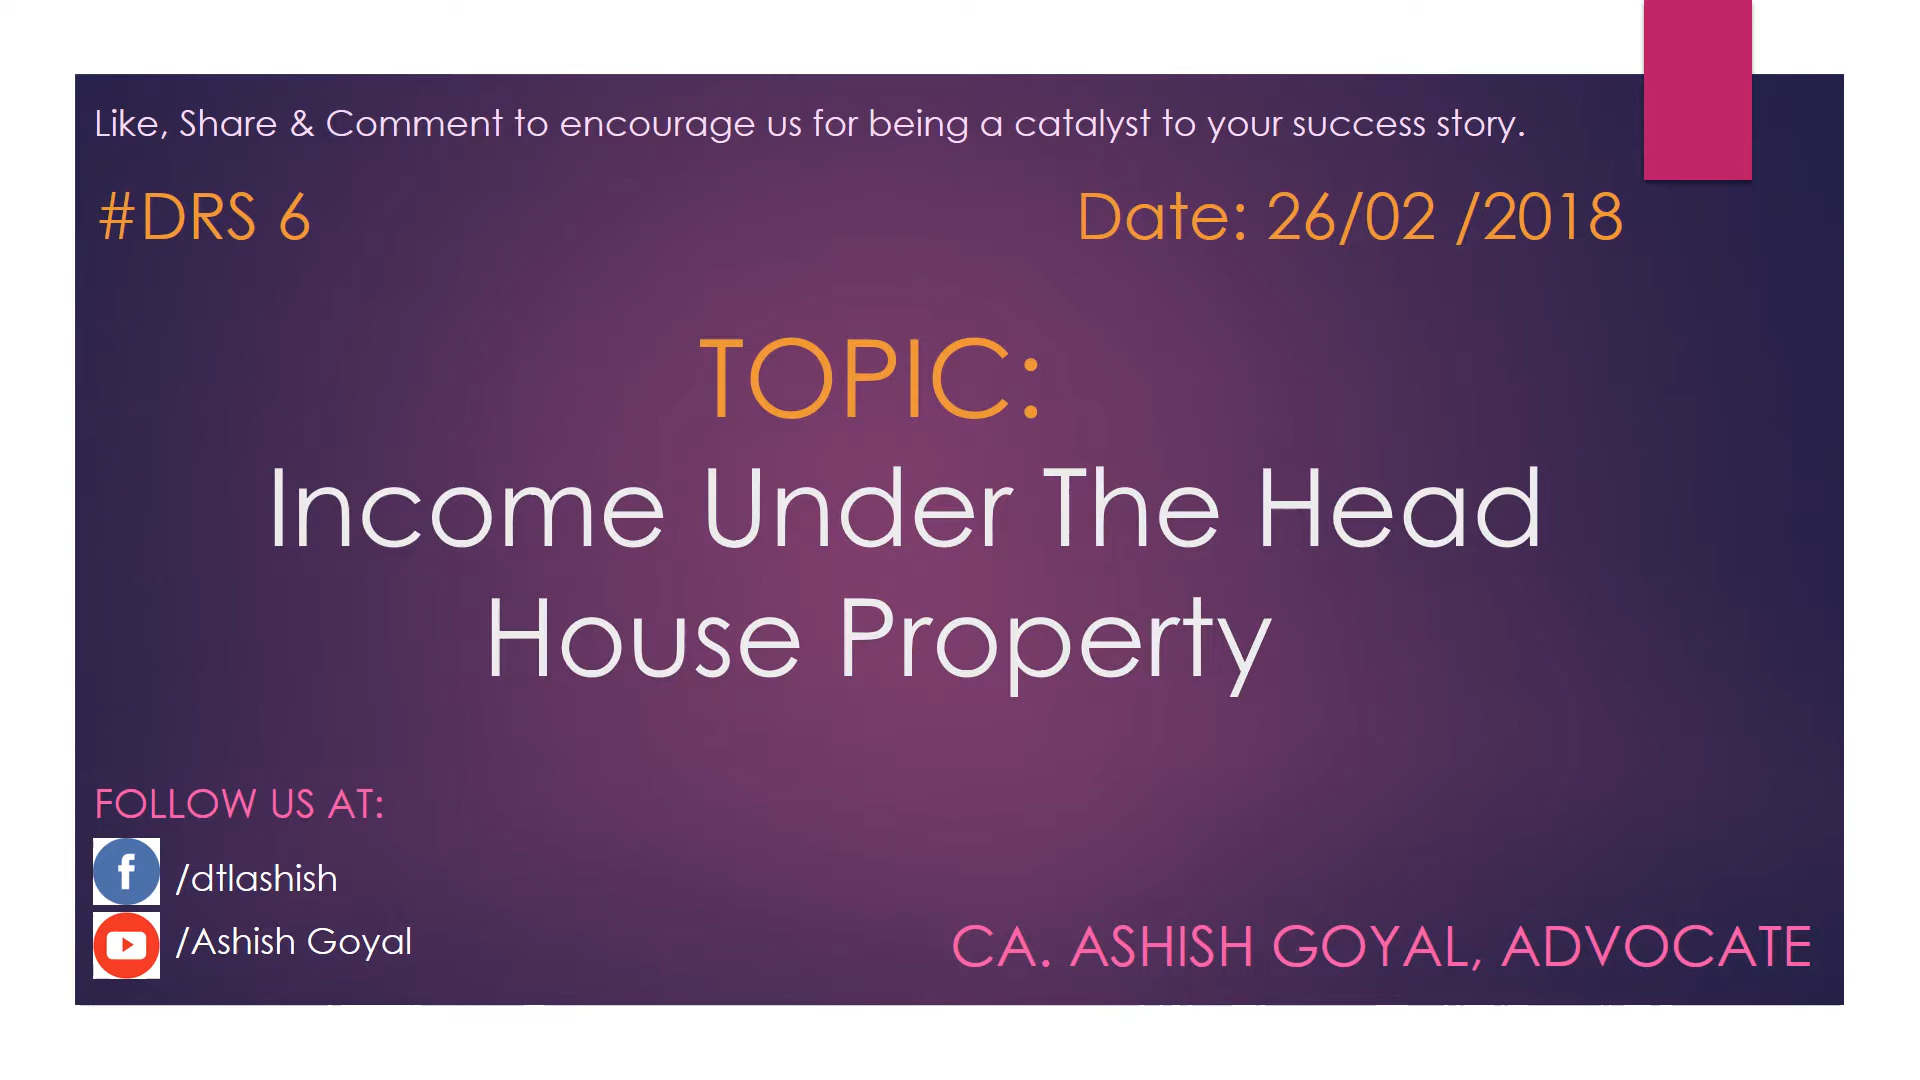 Like, Share & Comment to encourage us for being a catalyst to your success story.
#DRS 6 Date: 26/02 /2018
TOPIC:
Income Under The Head
House Property
FOLLOW US AT:
f /dtlashish
/Ashish Goyal
CA. ASHISH GOYAL, ADVOCATE